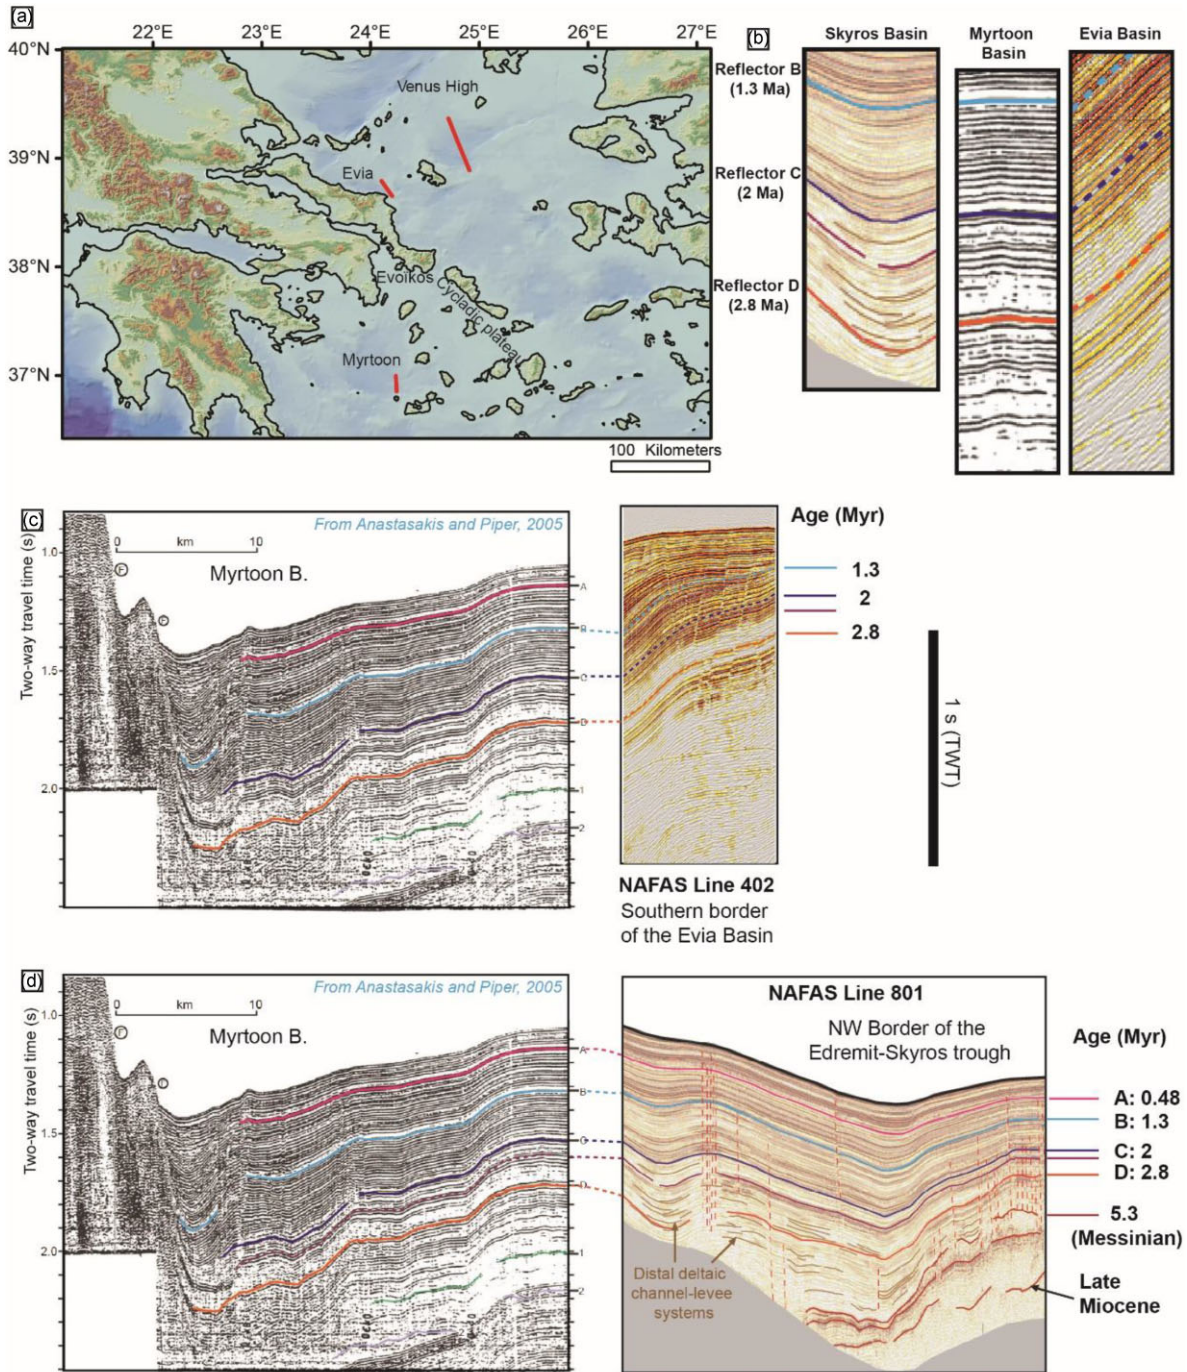 (a)
22°E 23°E 24°E 25°E 26°E 27°E
40°N
39°N
38°N
37°N
Venus High
Evia
Evoikos
Cycladic plateau
Myrtoon
100 Kilometers
(b)
Skyros Basin
Myrtoon
Basin
Evia Basin
Reflector B
(1.3 Ma)
Reflector C
(2 Ma)
Reflector D
(2.8 Ma)
(c)
Two-way travel time (s)
1.0
1.5
2.0
0 km 10
From Anastasakis and Piper, 2005
Myrtoon B.
F
F
A
B
C
D
1
2
NAFAS Line 402
Southern border
of the Evia Basin
Age (Myr)
1.3
2
2.8
1 s (TWT)
(d)
Two-way travel time (s)
1.0
1.5
2.0
0 km 10
From Anastasakis and Piper, 2005
Myrtoon B.
F
A
B
C
D
1
2
NAFAS Line 801
NW Border of the
Edremit-Skyros trough
Distal deltaic
channel-levee
systems
Age (Myr)
A: 0.48
B: 1.3
C: 2
D: 2.8
5.3
(Messinian)
Late
Miocene